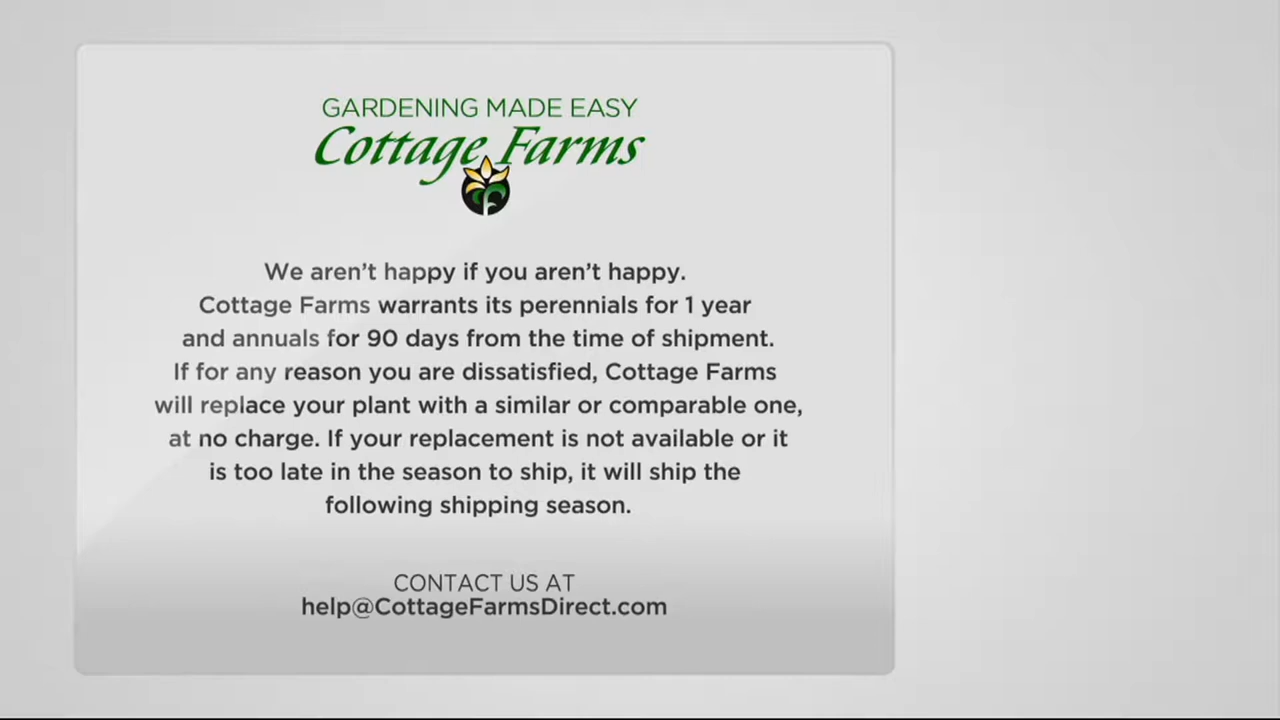 GARDENING MADE EASY
Cottage Farms
We aren't happy if you aren't happy.
Cottage Farms warrants its perennials for 1 year
and annuals for 90 days from the time of shipment.
If for any reason you are dissatisfied, Cottage Farms
will replace your plant with a similar or comparable one,
at no charge. If your replacement is not available or it
is too late in the season to ship, it will ship the
following shipping season.
CONTACT US AT
help@CottageFarmsDirect.com